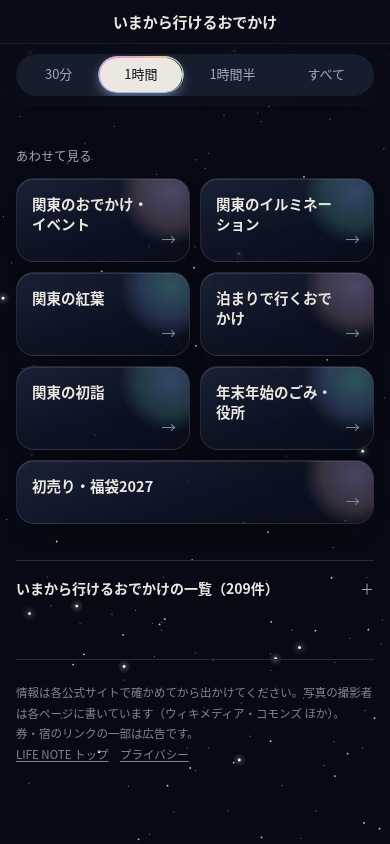 いまから行けるおでかけ
30分 1時間 1時間半 すべて
あわせて見る
関東のおでかけ・
イベント
→
関東のイルミネー
ション
→
関東の紅葉
→
泊まりで行くおで
かけ
→
関東の初詣
→
年末年始のごみ・
役所
→
初売り・福袋2027
→
いまから行けるおでかけの一覧（209件） ＋
情報は各公式サイトで確かめてから出かけてください。写真の撮影者
は各ページに書いています（ウィキメディア・コモンズ ほか）。
券・宿のリンクの一部は広告です。
LIFE NOTE トップ プライバシー